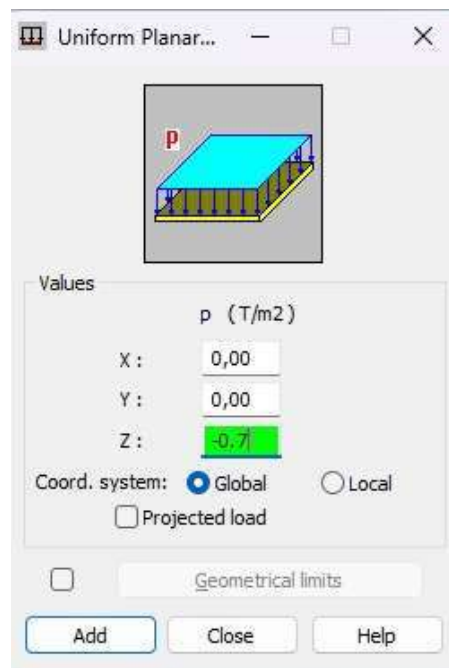 Uniform Planar...
p
Values
p (T/m2)
X : 0,00
Y : 0,00
Z : -0.7
Coord. system: Global Local
Projected load
Geometrical limits
Add Close Help